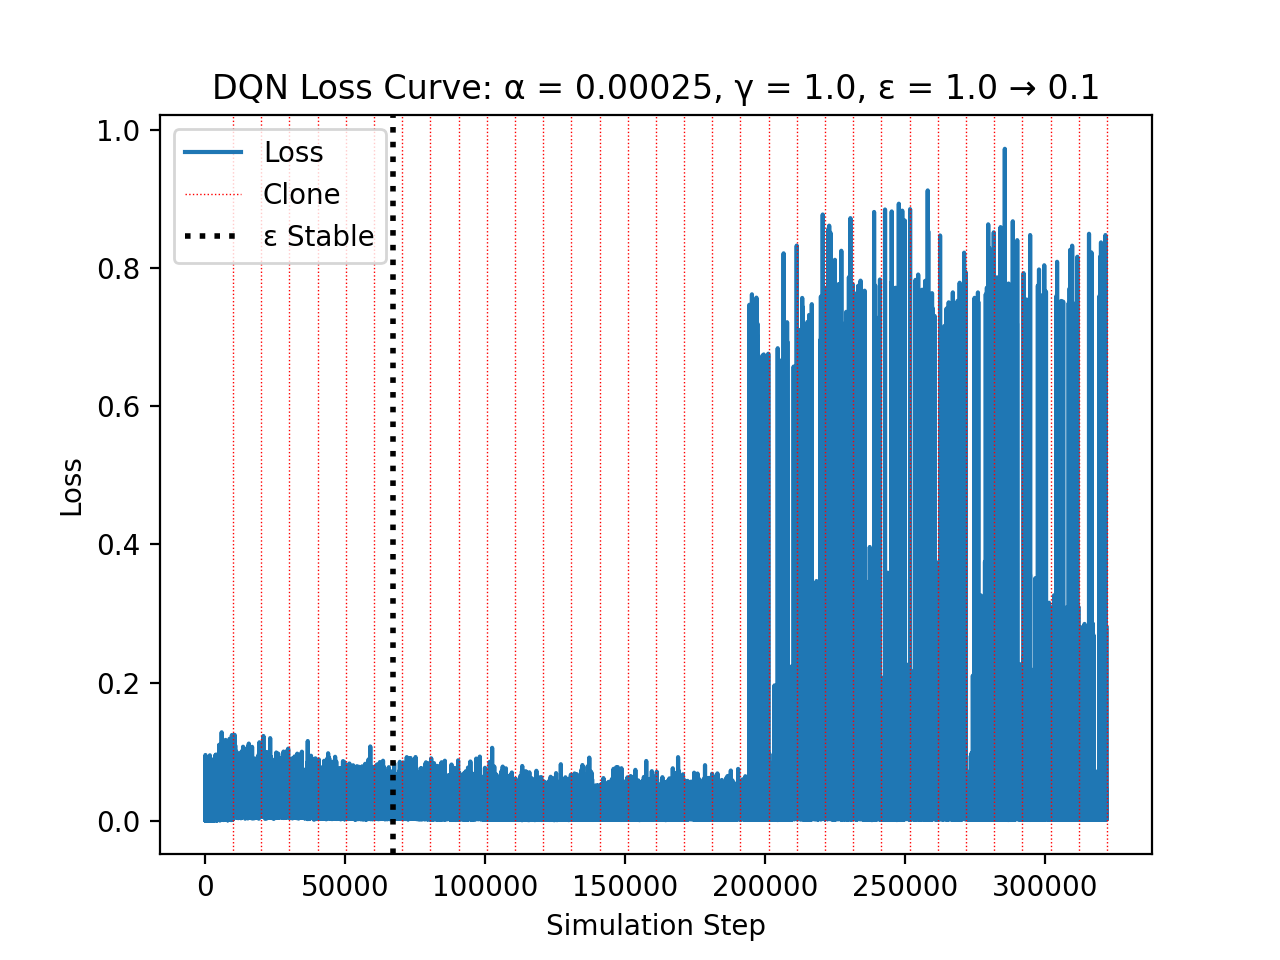 DQN Loss Curve: α = 0.00025, γ = 1.0, ε = 1.0 → 0.1
Loss
Clone
ε Stable
1.0
0.8
0.6
0.4
0.2
0.0
Loss
0 50000 100000 150000 200000 250000 300000
Simulation Step